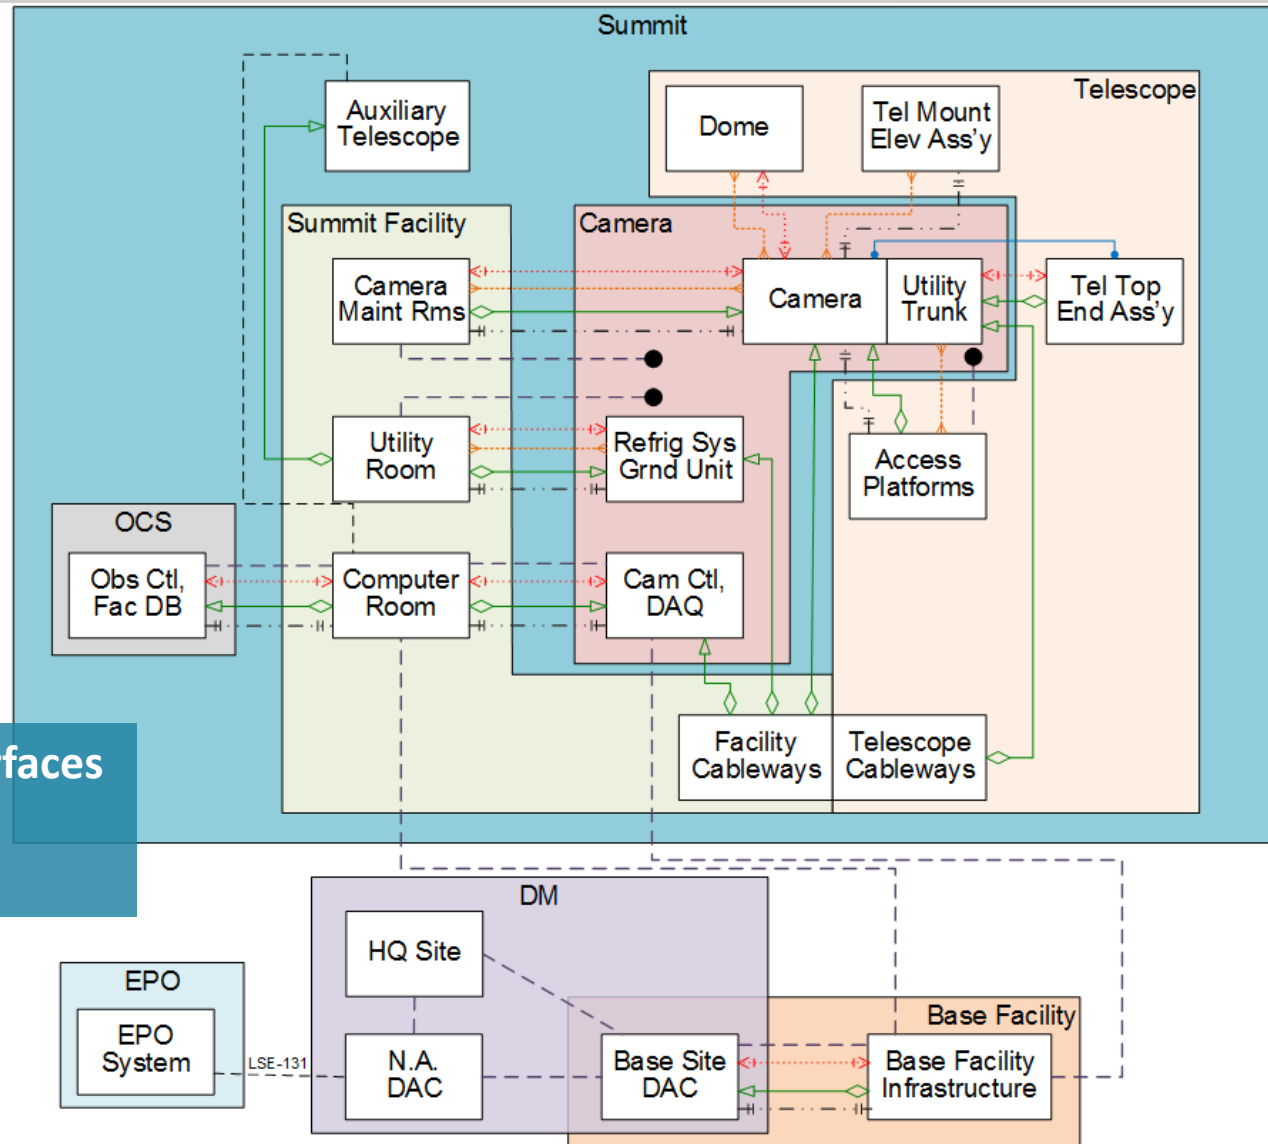 Summit
Telescope
Auxiliary
Telescope
Dome
Tel Mount
Elev Ass'y
Summit Facility
Camera
Camera
Maint Rms
Camera
Utility
Trunk
Tel Top
End Ass'y
Utility
Room
Refrig Sys
Grnd Unit
Access
Platforms
OCS
Obs Ctl,
Fac DB
Computer
Room
Cam Ctl,
DAQ
Facility
Cableways
Telescope
Cableways
rfaces
DM
HQ Site
EPO
EPO
System
LSE-131
N.A.
DAC
Base Facility
Base Site
DAC
Base Facility
Infrastructure